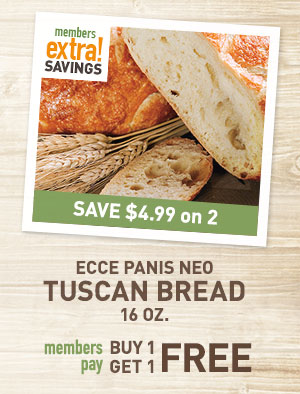 members
extra!
SAVINGS
SAVE $4.99 on 2
ECCE PANIS NEO
TUSCAN BREAD
16 OZ.
members pay
BUY 1
GET 1
FREE